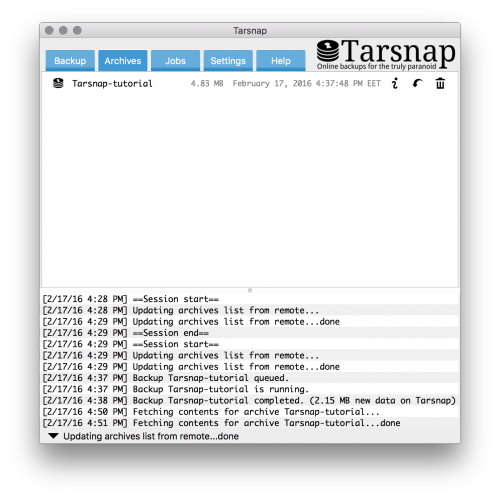 Tarsnap
Backup Archives Jobs Settings Help
Tarsnap
Online backups for the truly paranoid
Tarsnap-tutorial 4.83 MB February 17, 2016 4:37:48 PM EET
[2/17/16 4:28 PM] ==Session start==
[2/17/16 4:28 PM] Updating archives list from remote...
[2/17/16 4:29 PM] Updating archives list from remote...done
[2/17/16 4:29 PM] ==Session end==
[2/17/16 4:29 PM] ==Session start==
[2/17/16 4:29 PM] Updating archives list from remote...
[2/17/16 4:29 PM] Updating archives list from remote...done
[2/17/16 4:37 PM] Backup Tarsnap-tutorial queued.
[2/17/16 4:37 PM] Backup Tarsnap-tutorial is running.
[2/17/16 4:38 PM] Backup Tarsnap-tutorial completed. (2.15 MB new data on Tarsnap)
[2/17/16 4:50 PM] Fetching contents for archive Tarsnap-tutorial...
[2/17/16 4:51 PM] Fetching contents for archive Tarsnap-tutorial...done
Updating archives list from remote...done